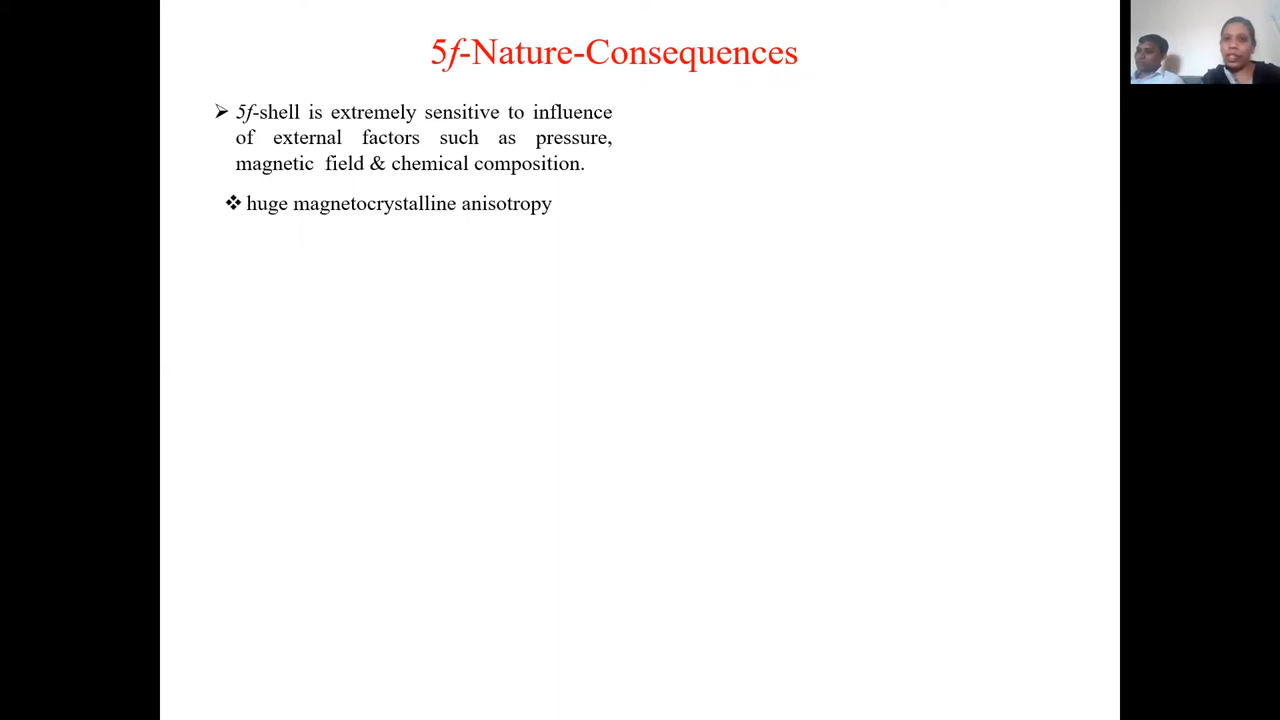 5f-Nature-Consequences
➢ 5f-shell is extremely sensitive to influence
of external factors such as pressure,
magnetic field & chemical composition.
❖ huge magnetocrystalline anisotropy